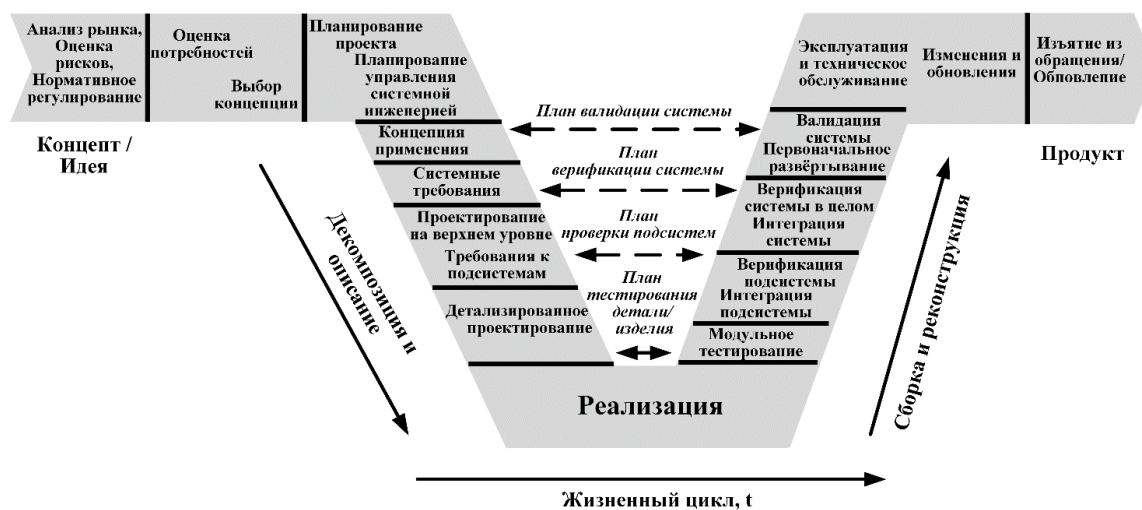 Анализ рынка,
Оценка
рисков,
Нормативное
регулирование
Оценка
потребностей
Выбор
концепции
Планирование
проекта
Планирование
управления
системной
инженерией
Концепция
применения
Системные
требования
Проектирование
на верхнем уровне
Требования к
подсистемам
Детализированное
проектирование
План валидации системы
План
верификации системы
План
проверки подсистем
План
тестирования
детали/
изделия
Эксплуатация
и техническое
обслуживание
Валидация
системы
Первоначальное
развёртывание
Верификация
системы в целом
Интеграция
системы
Верификация
подсистемы
Интеграция
подсистемы
Модульное
тестирование
Изменения и
обновления
Изъятие из
обращения/
Обновление
Концепт /
Идея
Продукт
Декомпозиция и
описание
Реализация
Сборка и реконструкция
Жизненный цикл, t